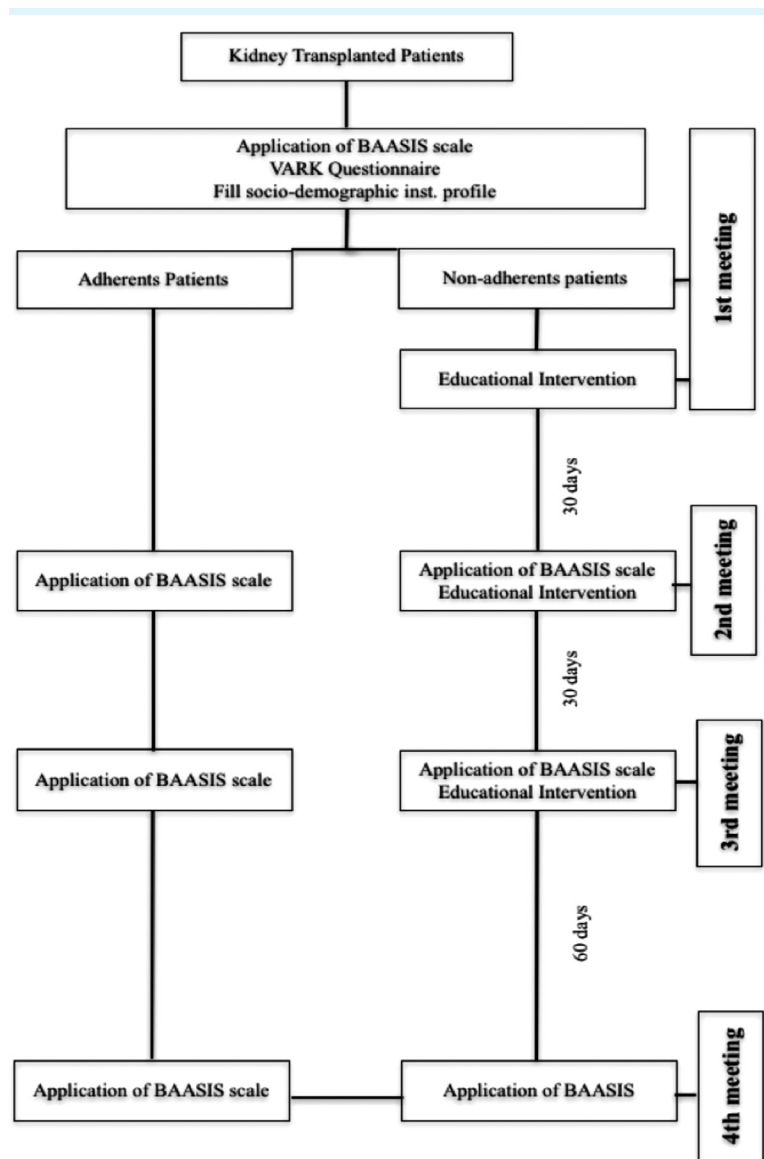 Kidney Transplanted Patients
Application of BAASIS scale
VARK Questionnaire
Fill socio-demographic inst. profile
1st meeting
Adherents Patients
Non-adherents patients
Educational Intervention
30 days
Application of BAASIS scale
Application of BAASIS scale
Educational Intervention
2nd meeting
30 days
Application of BAASIS scale
Application of BAASIS scale
Educational Intervention
3rd meeting
60 days
Application of BAASIS scale
Application of BAASIS
4th meeting